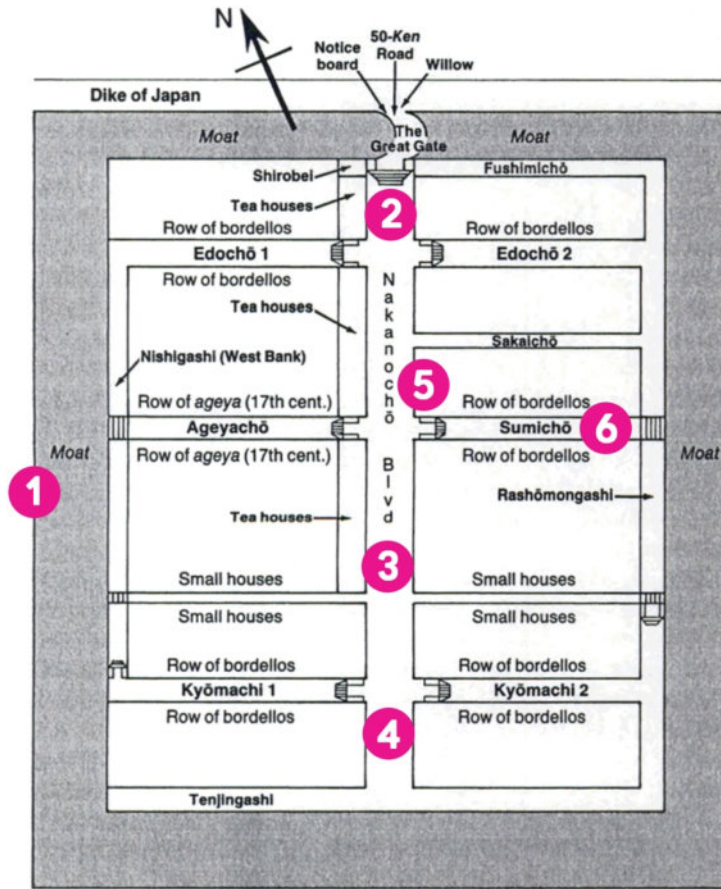 N
Notice
board
50-Ken
Road
Willow
Dike of Japan
Moat
The
Great Gate
Moat
Shirobei
Fushimichō
Tea houses
2
Row of bordellos
Row of bordellos
Edochō 1
Edochō 2
Row of bordellos
Nakanochō Blvd
Tea houses
Sakaichō
Nishigashi (West Bank)
5
Row of ageya (17th cent.)
Row of bordellos
Ageyachō
Sumichō
6
Moat
Row of ageya (17th cent.)
Row of bordellos
Moat
1
Rashōmongashi
Tea houses
3
Small houses
Small houses
Small houses
Small houses
Row of bordellos
Row of bordellos
Kyōmachi 1
Kyōmachi 2
Row of bordellos
4
Row of bordellos
Tenjingashi